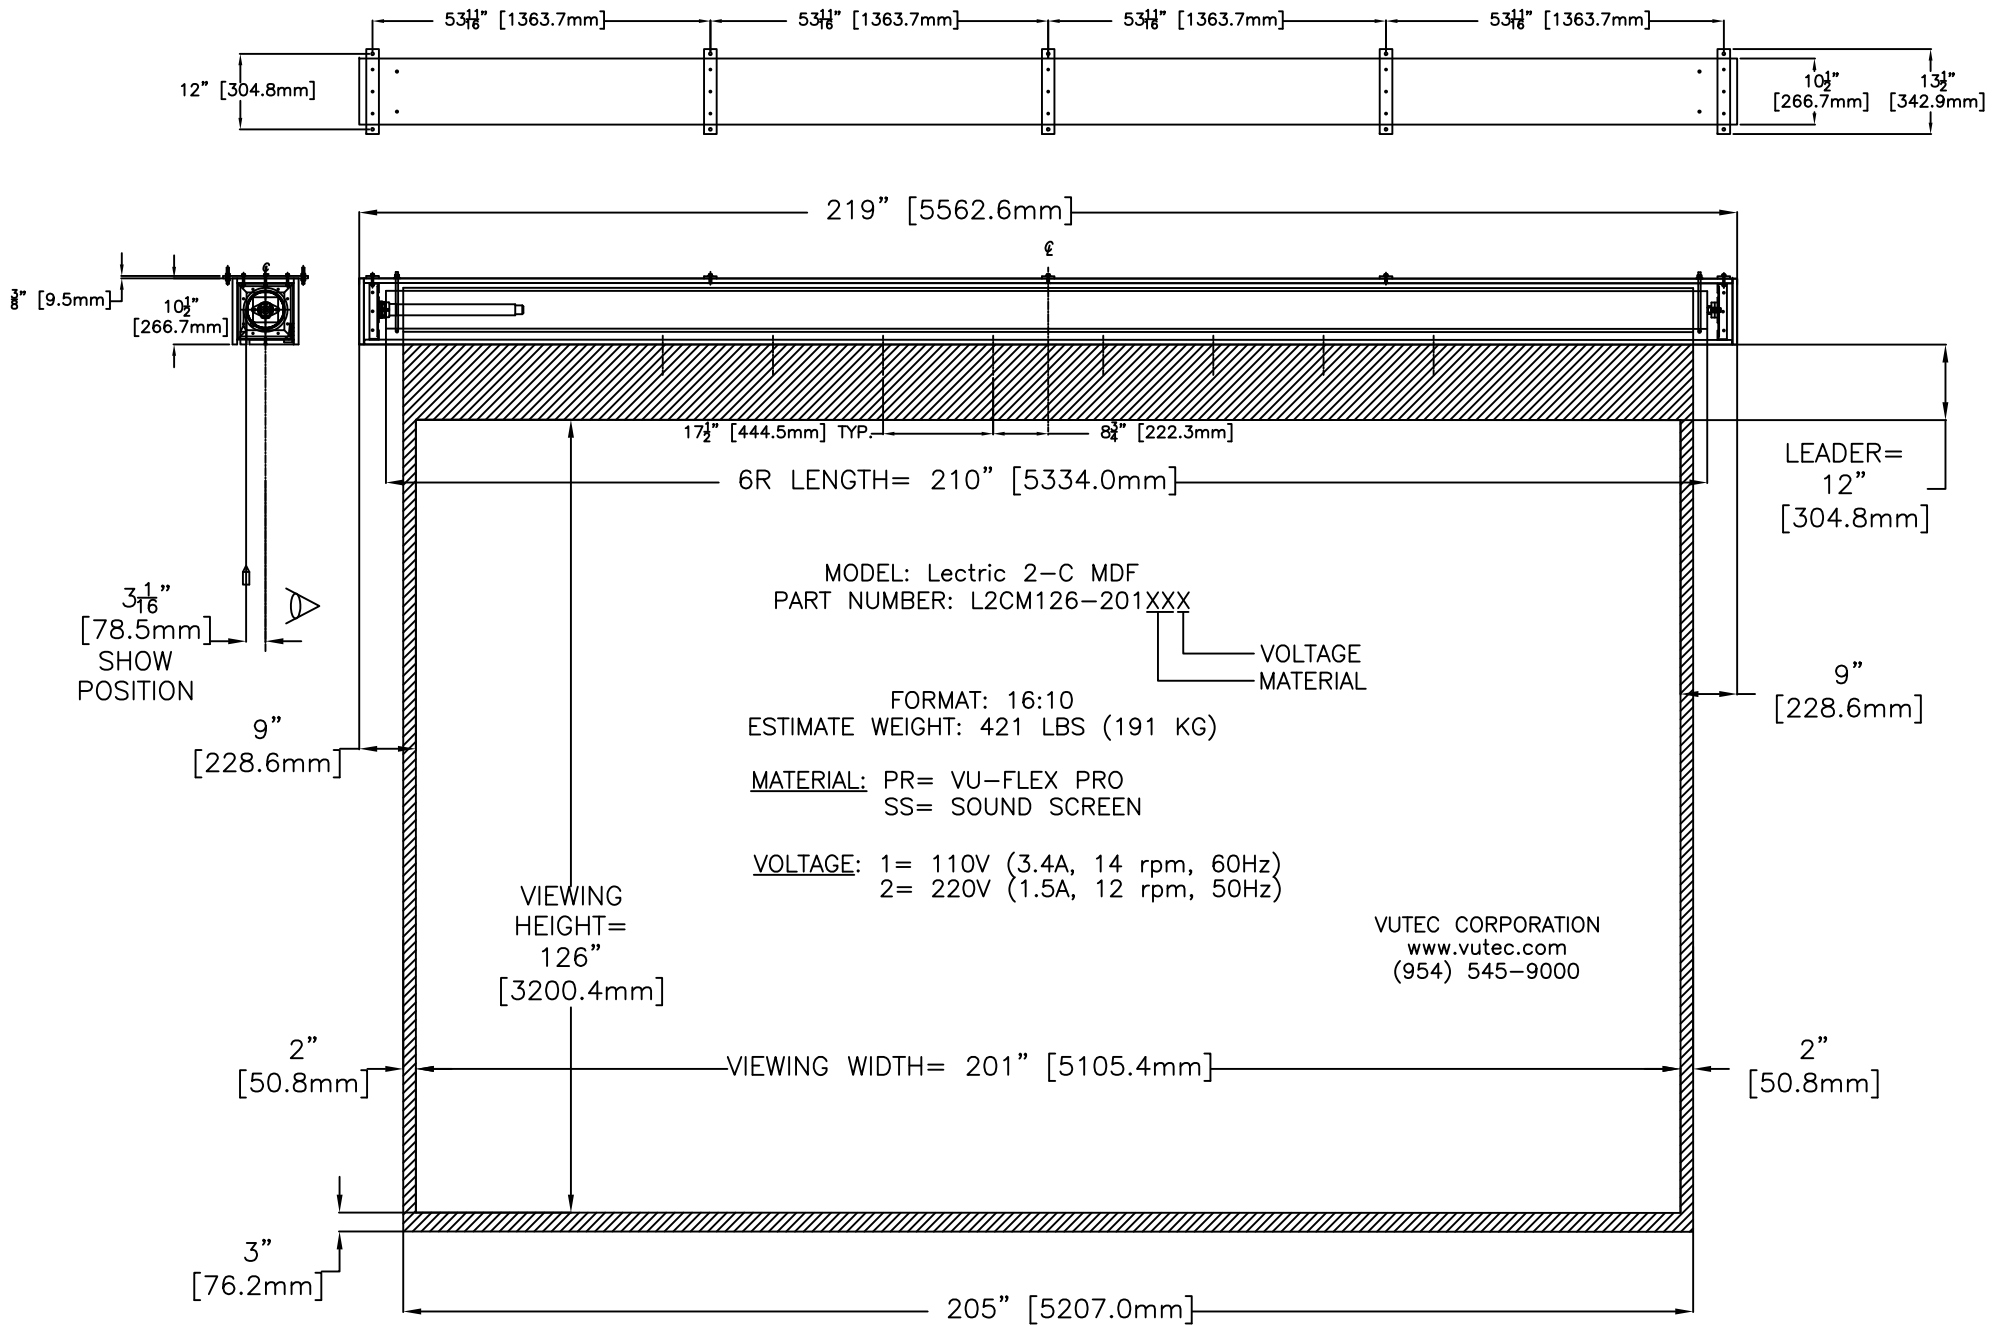 53 11/16" [1363.7mm]
53 11/16" [1363.7mm]
53 11/16" [1363.7mm]
53 11/16" [1363.7mm]
12" [304.8mm]
10 1/2"
[266.7mm]
13 1/2"
[342.9mm]
219" [5562.6mm]
℄
℄
3/8" [9.5mm]
10 1/2"
[266.7mm]
17 1/2" [444.5mm] TYP.
8 3/4" [222.3mm]
6R LENGTH= 210" [5334.0mm]
LEADER=
12"
[304.8mm]
MODEL: Lectric 2-C MDF
PART NUMBER: L2CM126-201XXX
VOLTAGE
MATERIAL
3 1/16"
[78.5mm]
SHOW
POSITION
FORMAT: 16:10
ESTIMATE WEIGHT: 421 LBS (191 KG)
9"
[228.6mm]
9"
[228.6mm]
MATERIAL: PR= VU-FLEX PRO
SS= SOUND SCREEN
VOLTAGE: 1= 110V (3.4A, 14 rpm, 60Hz)
2= 220V (1.5A, 12 rpm, 50Hz)
VIEWING
HEIGHT=
126"
[3200.4mm]
VUTEC CORPORATION
www.vutec.com
(954) 545-9000
2"
[50.8mm]
VIEWING WIDTH= 201" [5105.4mm]
2"
[50.8mm]
3"
[76.2mm]
205" [5207.0mm]